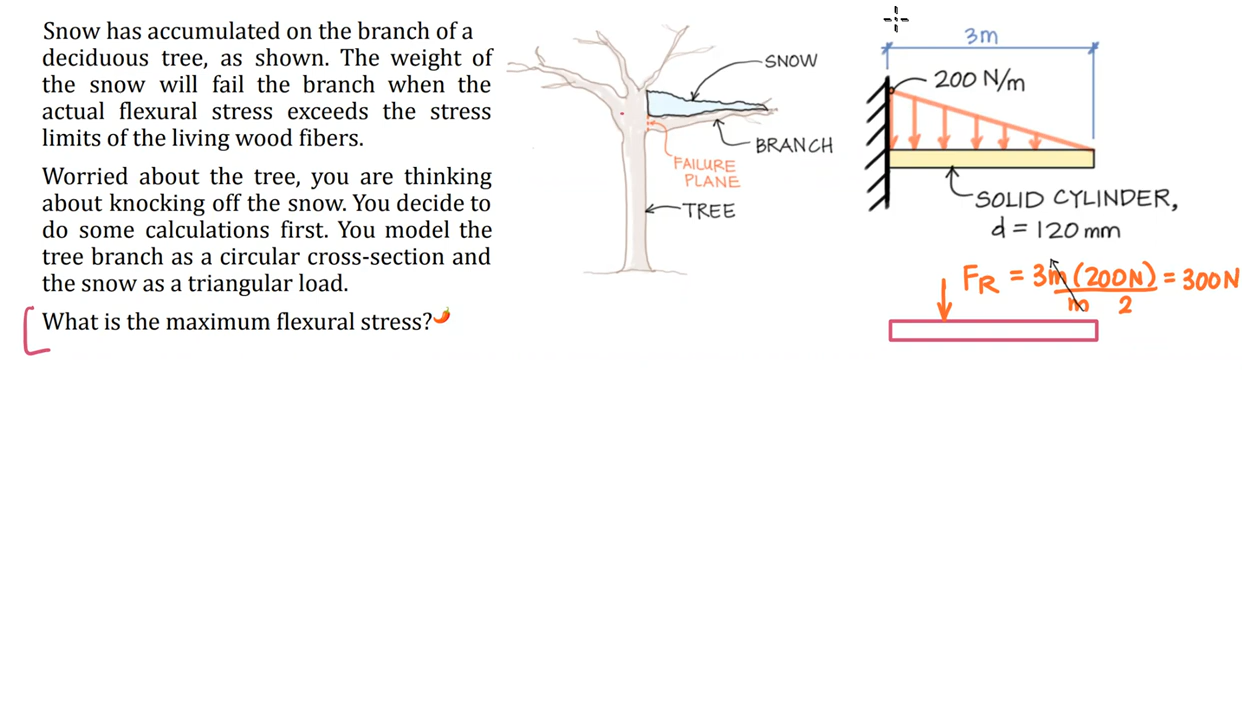 Snow has accumulated on the branch of a
deciduous tree, as shown. The weight of
the snow will fail the branch when the
actual flexural stress exceeds the stress
limits of the living wood fibers.
Worried about the tree, you are thinking
about knocking off the snow. You decide to
do some calculations first. You model the
tree branch as a circular cross-section and
the snow as a triangular load.
What is the maximum flexural stress?
SNOW
BRANCH
FAILURE
PLANE
TREE
3m
200 N/m
SOLID CYLINDER,
d = 120 mm
FR = 3m (200N) = 300N
m 2